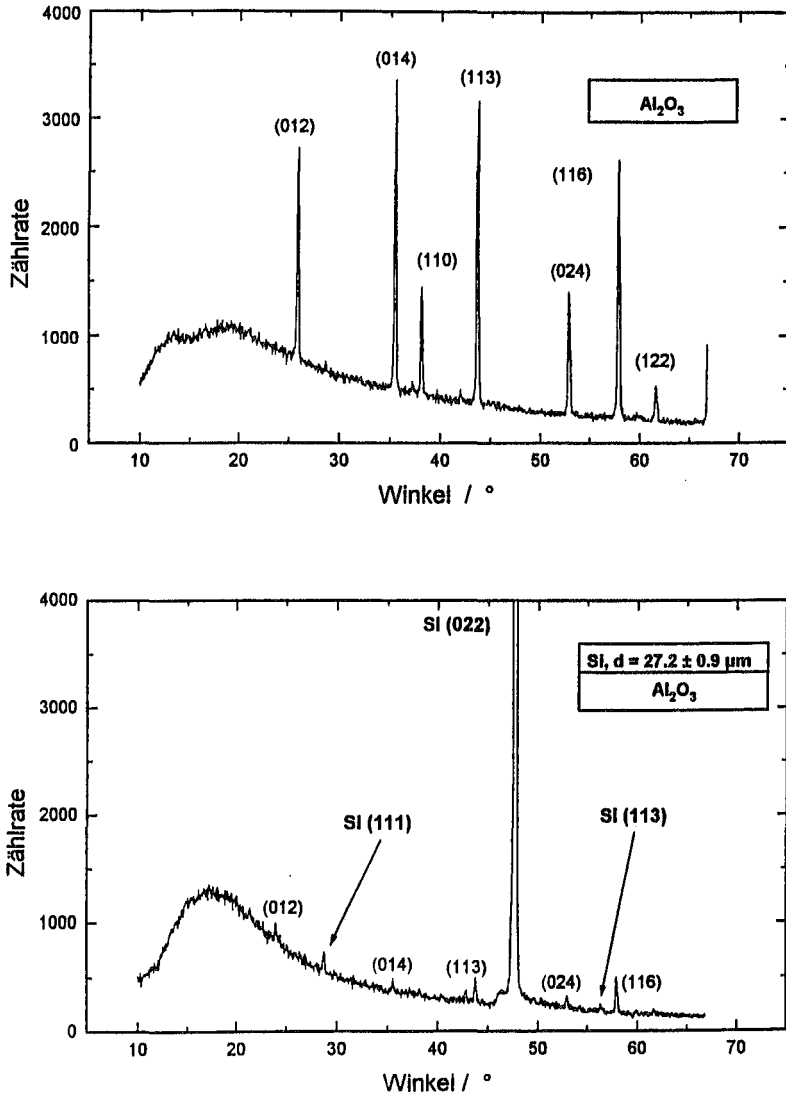 4000
(014)
(113)
Al₂O₃
3000
(012)
(116)
Zählrate
2000
(110)
(024)
1000
(122)
0
10 20 30 40 50 60 70
Winkel / °
4000
SI (022)
Si, d = 27.2 ± 0.9 µm
Al₂O₃
3000
Zählrate
2000
SI (111)
SI (113)
1000
(012)
(014)
(113)
(024)
(116)
0
10 20 30 40 50 60 70
Winkel / °